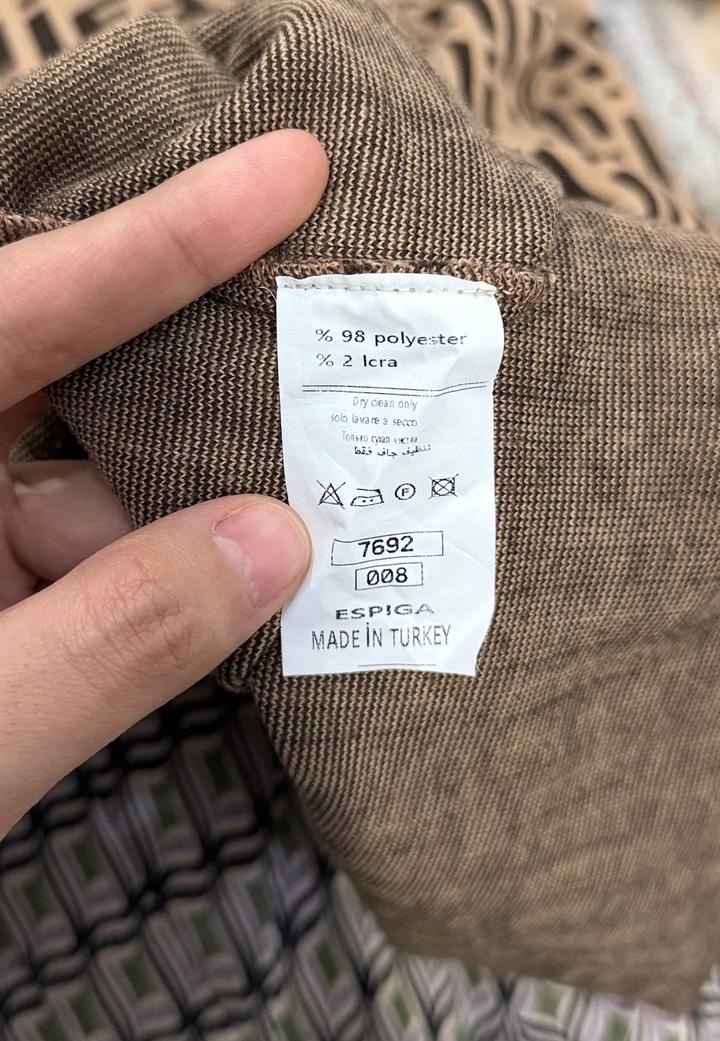 % 98 polyester
% 2 lcra
Dry clean only
solo lavare a secco
Только сухая чистка
تنظيف جاف فقط
F
7692
008
ESPIGA
MADE İN TURKEY